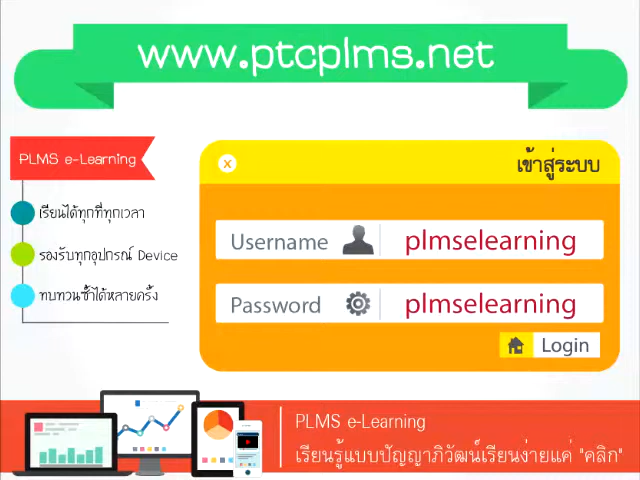 www.ptcplms.net
PLMS e-Learning
เรียนได้ทุกที่ทุกเวลา
รองรับทุกอุปกรณ์ Device
ทบทวนซ้ำได้หลายครั้ง
x
เข้าสู่ระบบ
Username plmselearning
Password plmselearning
Login
PLMS e-Learning
เรียนรู้แบบปัญญาภิวัฒน์เรียนง่ายแค่ "คลิก"